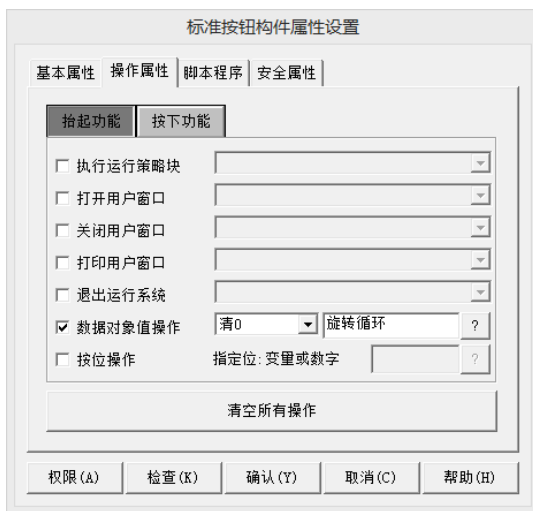 标准按钮构件属性设置
基本属性 操作属性 脚本程序 安全属性
抬起功能 按下功能
执行运行策略块
打开用户窗口
关闭用户窗口
打印用户窗口
退出运行系统
数据对象值操作 清0 旋转循环 ?
按位操作 指定位:变量或数字 ?
清空所有操作
权限(A) 检查(K) 确认(Y) 取消(C) 帮助(H)